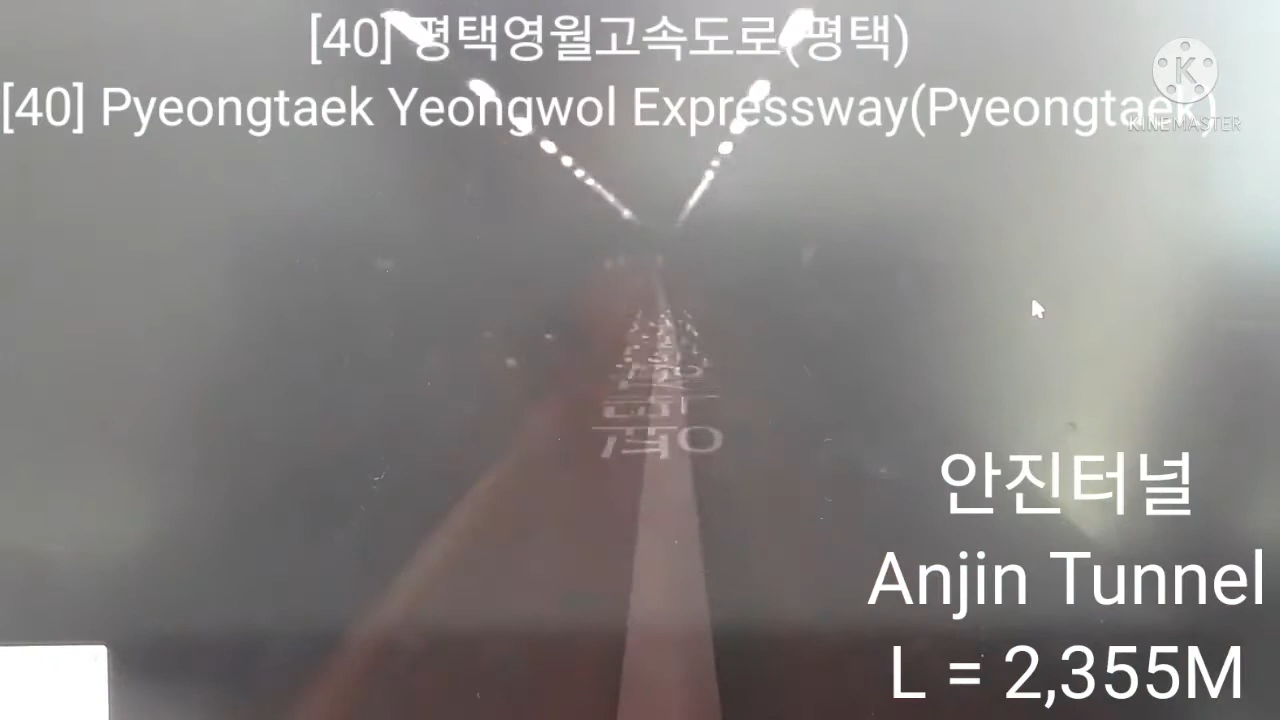 [40] 평택영월고속도로(평택)
[40] Pyeongtaek Yeongwol Expressway(Pyeongtaek)
K
KINEMASTER
안진터널
Anjin Tunnel
L = 2,355M